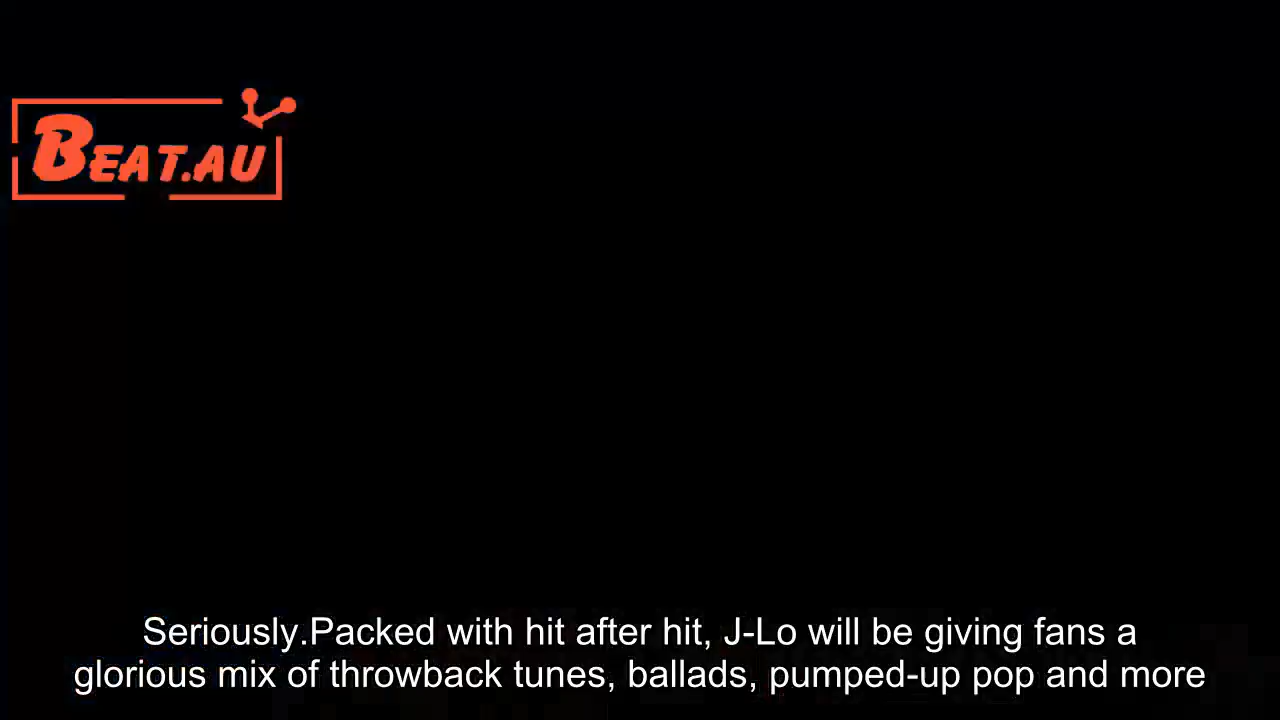 BEAT.AU
Seriously.Packed with hit after hit, J-Lo will be giving fans a
glorious mix of throwback tunes, ballads, pumped-up pop and more